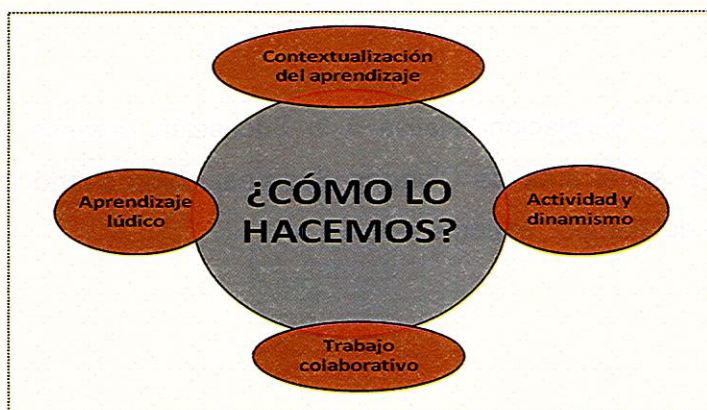 Contextualización
del aprendizaje
Aprendizaje
lúdico
¿CÓMO LO
HACEMOS?
Actividad y
dinamismo
Trabajo
colaborativo